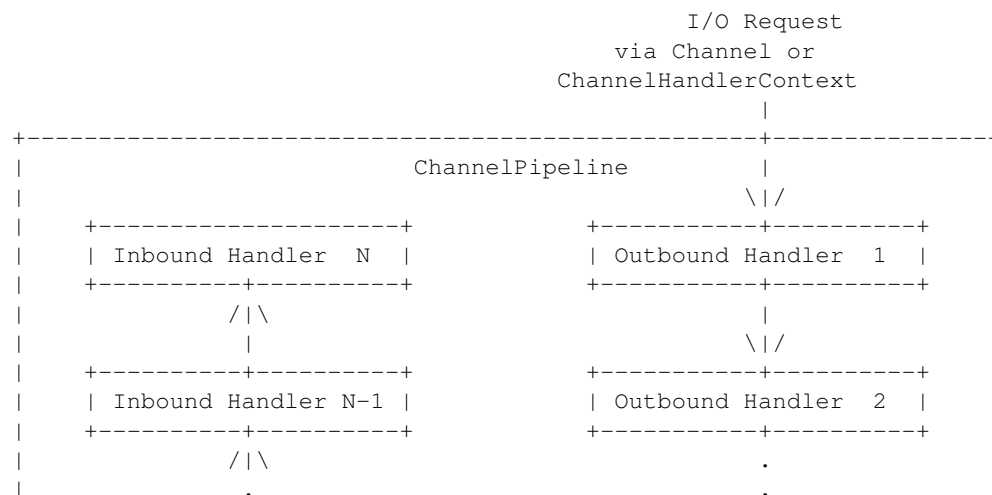 I/O Request
via Channel or
ChannelHandlerContext
|
+---------------------------------------------------+---------------
| ChannelPipeline |
| \|/
| +---------------------+ +-----------+----------+
| | Inbound Handler N | | Outbound Handler 1 |
| +----------+----------+ +-----------+----------+
| /|\ |
| | \|/
| +----------+----------+ +-----------+----------+
| | Inbound Handler N-1 | | Outbound Handler 2 |
| +----------+----------+ +-----------+----------+
| /|\ .
| . .